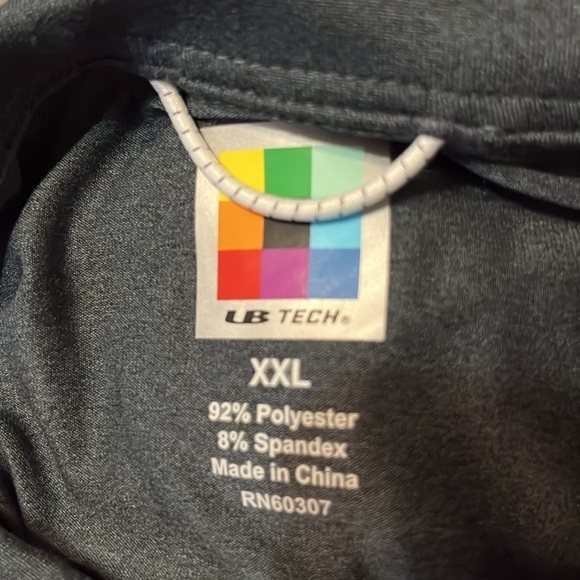 UB TECH®
XXL
92% Polyester
8% Spandex
Made in China
RN60307